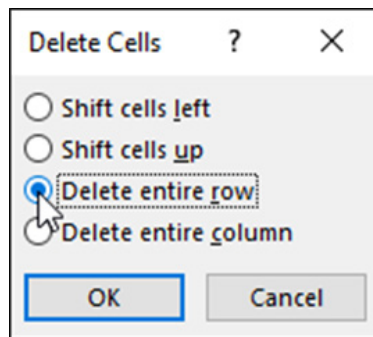 Delete Cells ?
Shift cells left
Shift cells up
Delete entire row
Delete entire column
OK Cancel